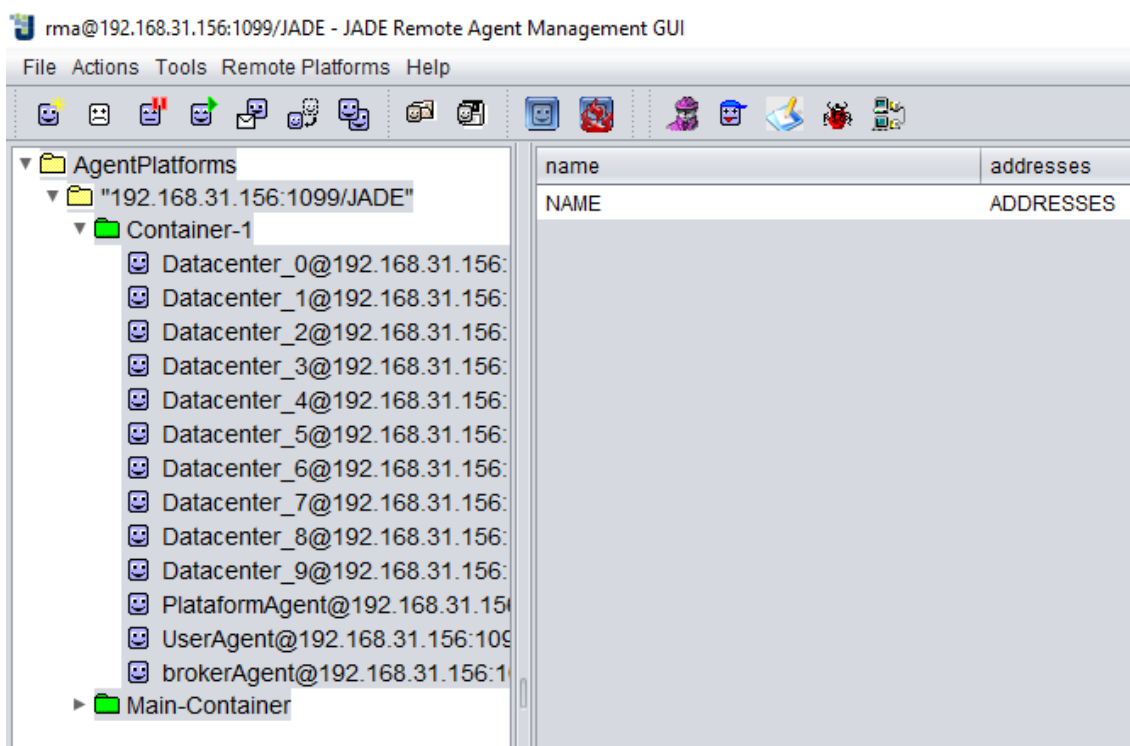 rma@192.168.31.156:1099/JADE - JADE Remote Agent Management GUI
File Actions Tools Remote Platforms Help
AgentPlatforms
"192.168.31.156:1099/JADE"
Container-1
Datacenter_0@192.168.31.156:
Datacenter_1@192.168.31.156:
Datacenter_2@192.168.31.156:
Datacenter_3@192.168.31.156:
Datacenter_4@192.168.31.156:
Datacenter_5@192.168.31.156:
Datacenter_6@192.168.31.156:
Datacenter_7@192.168.31.156:
Datacenter_8@192.168.31.156:
Datacenter_9@192.168.31.156:
PlataformAgent@192.168.31.156
UserAgent@192.168.31.156:109
brokerAgent@192.168.31.156:1
Main-Container
name addresses
NAME ADDRESSES